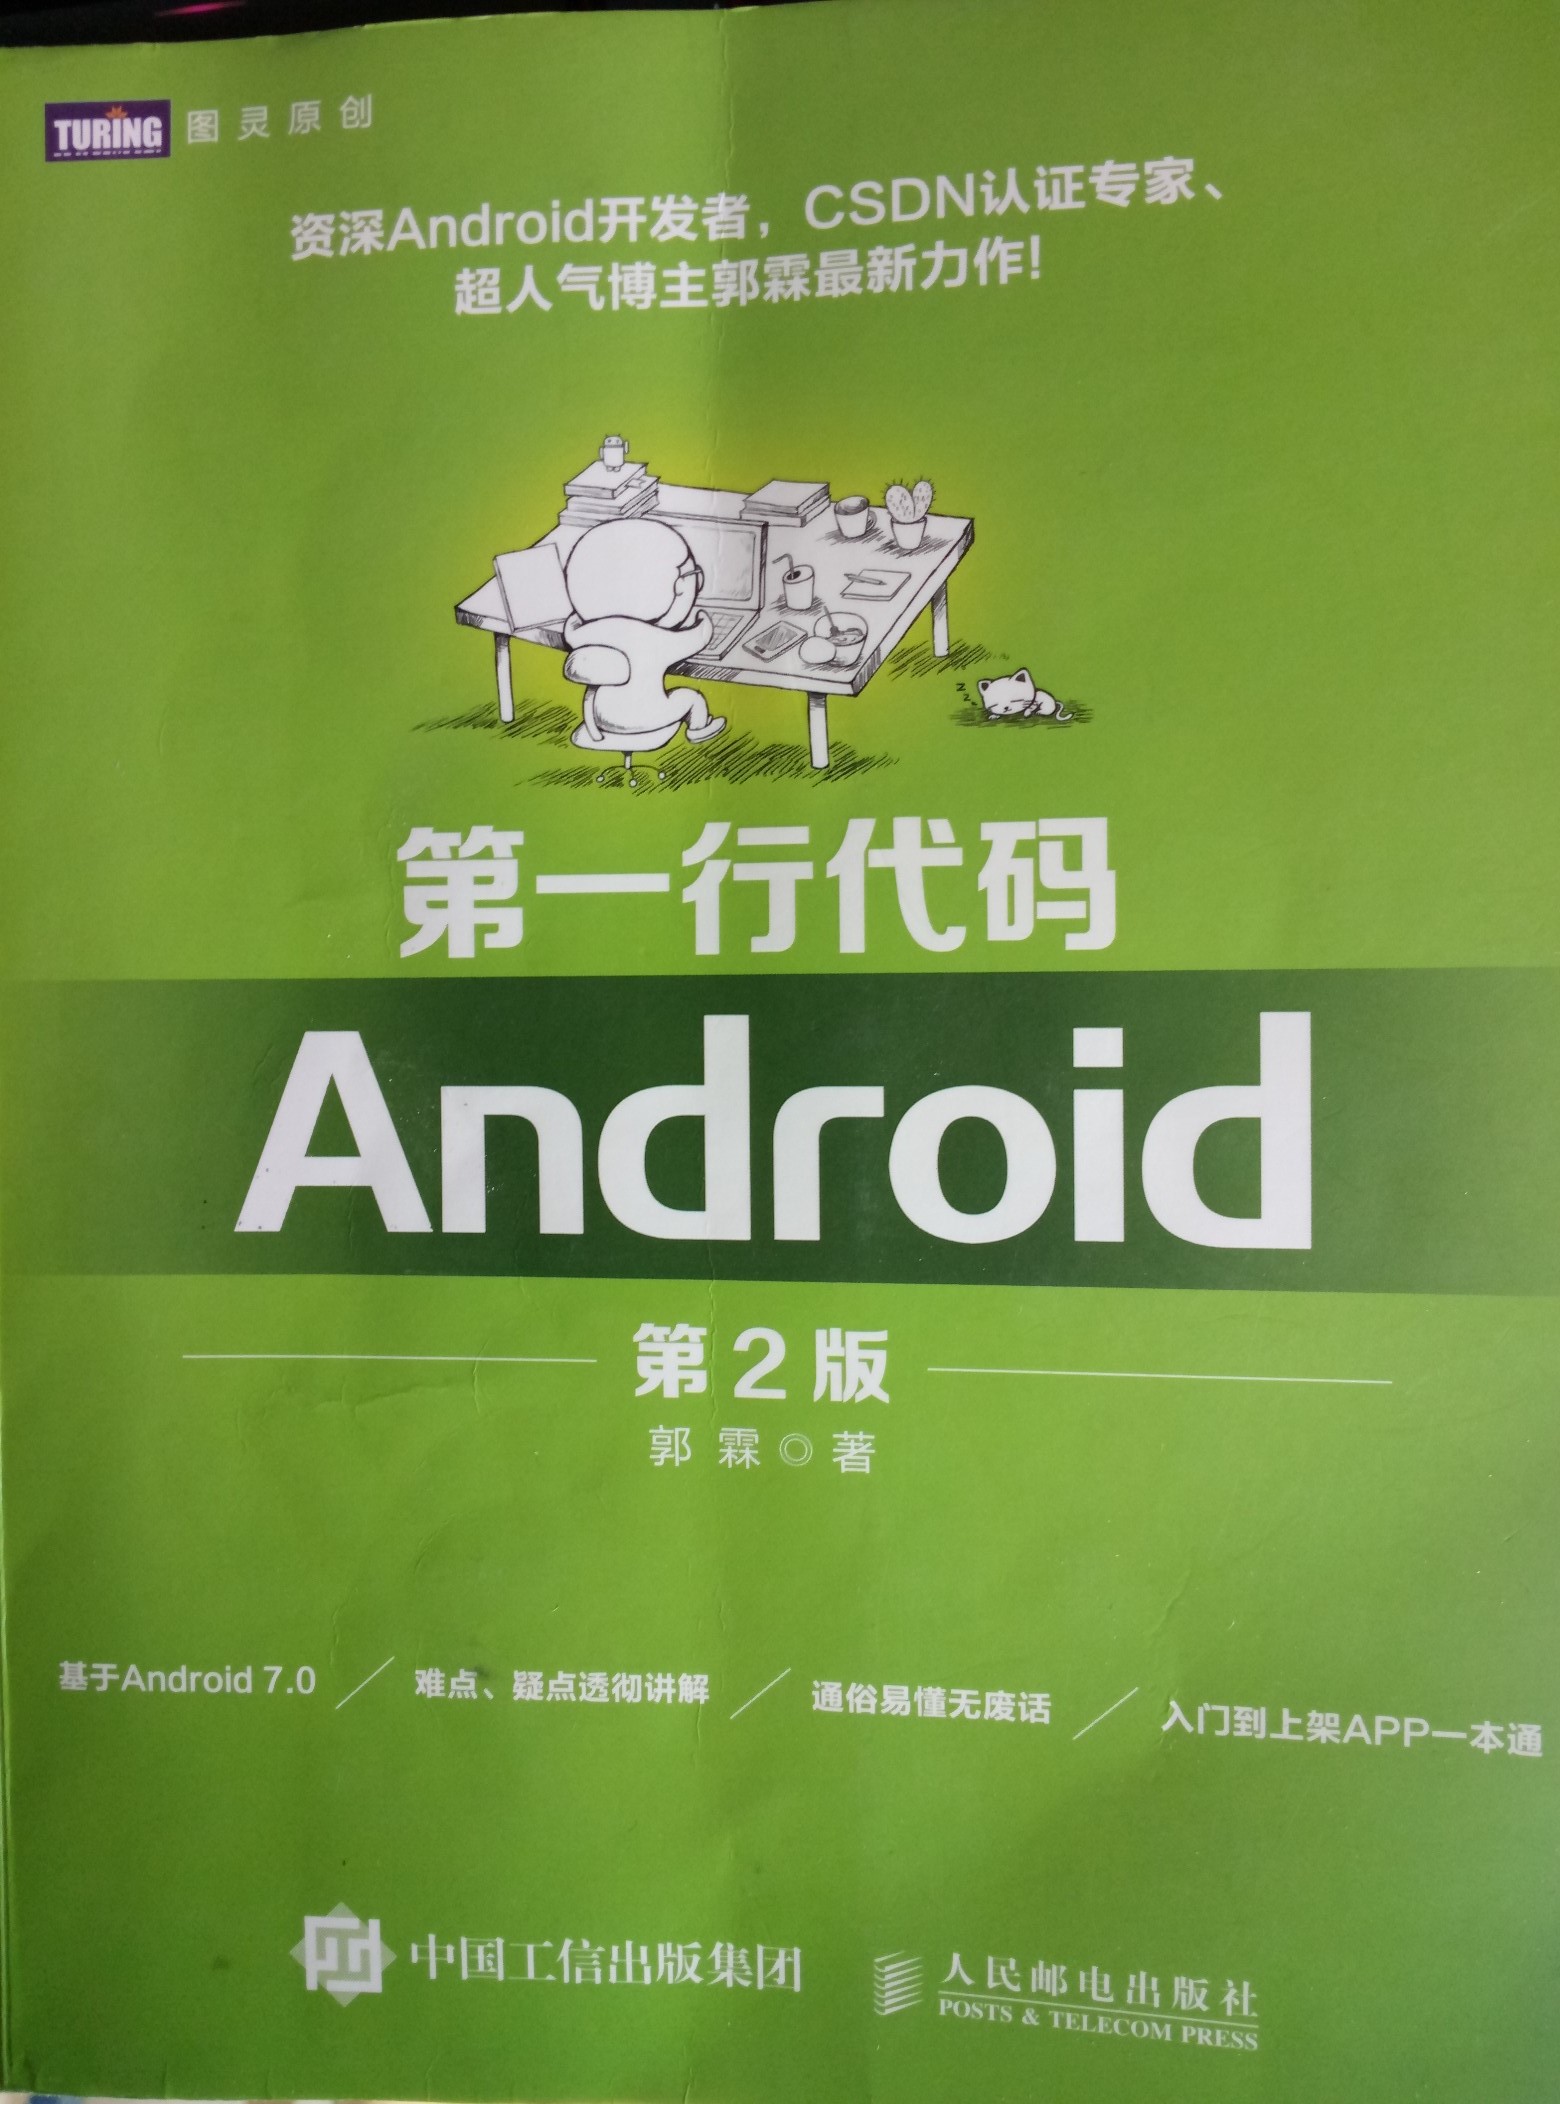 TURING 图灵原创
资深Android开发者，CSDN认证专家、
超人气博主郭霖最新力作！
z z z
第一行代码
Android
第2版
郭霖◎著
基于Android 7.0 ／ 难点、疑点透彻讲解 ／ 通俗易懂无废话 ／ 入门到上架APP一本通
中国工信出版集团
人民邮电出版社
POSTS & TELECOM PRESS